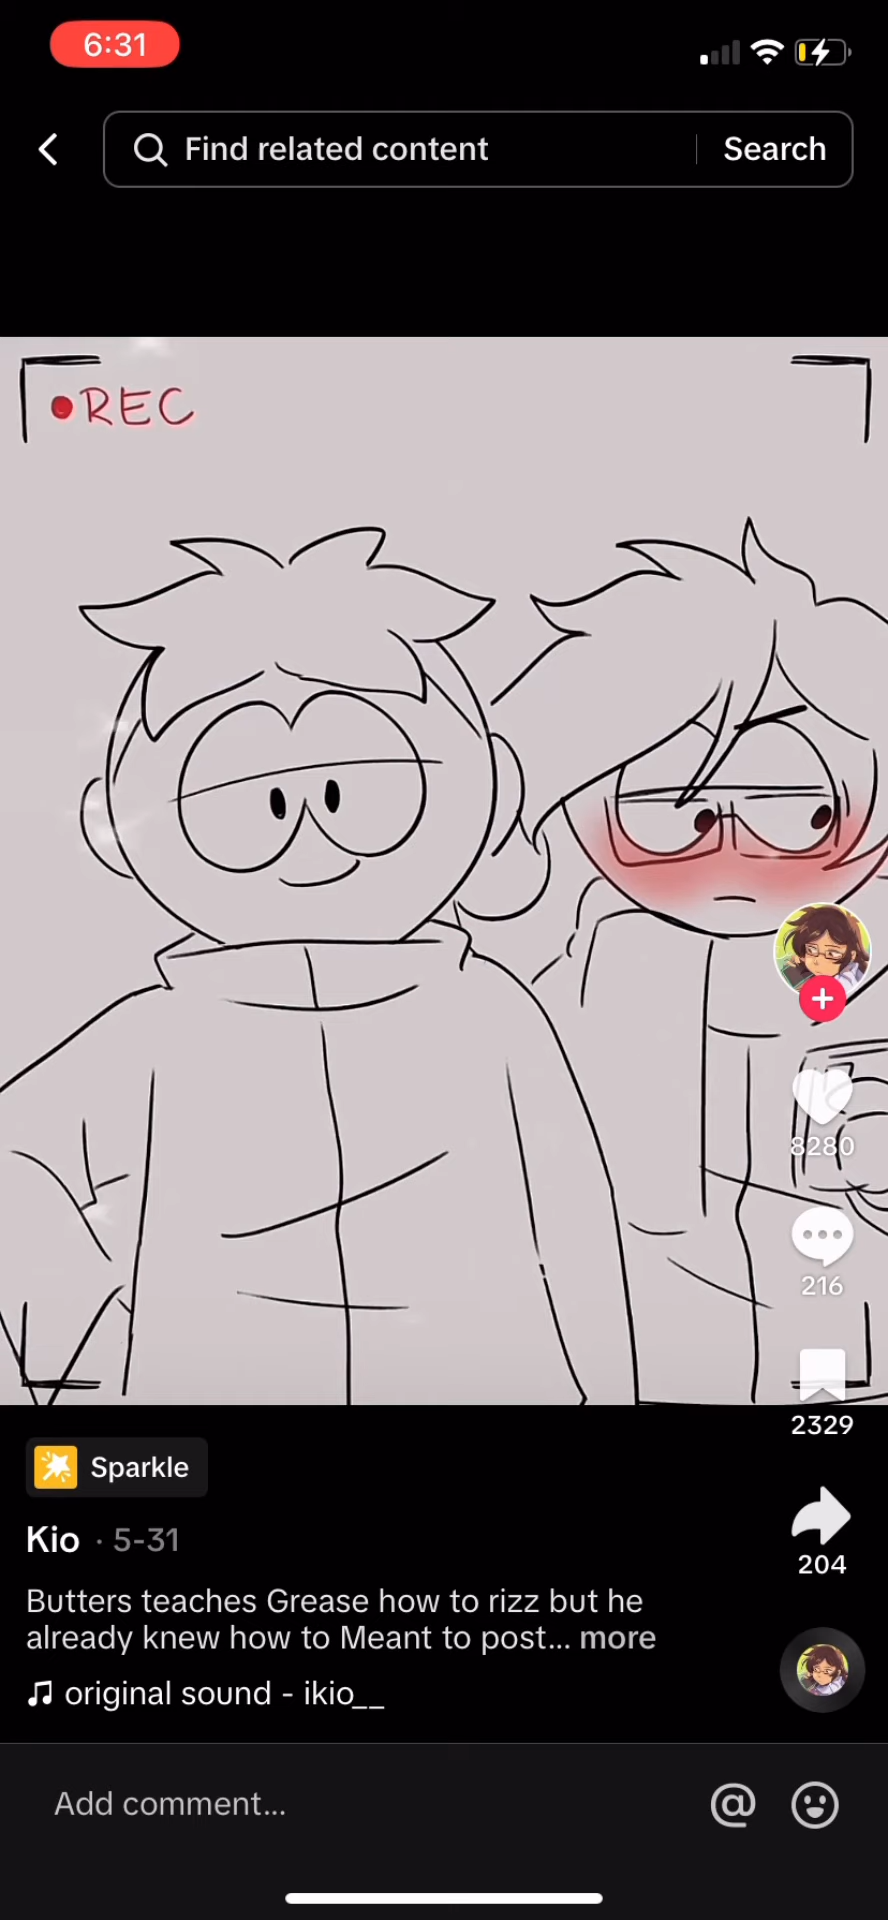 6:31
Find related content
Search
REC
8280
216
2329
Sparkle
Kio · 5-31
204
Butters teaches Grease how to rizz but he
already knew how to Meant to post... more
original sound - ikio__
Add comment...
@